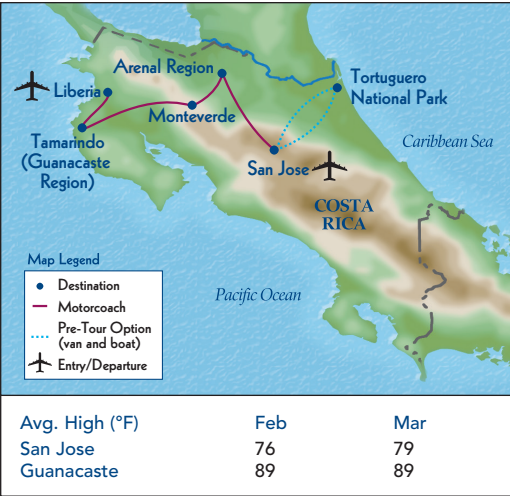 Arenal Region
Tortuguero
National Park
Liberia
Monteverde
Caribbean Sea
Tamarindo
(Guanacaste
Region)
San Jose
COSTA
RICA
Map Legend
Destination
Motorcoach
Pre-Tour Option
(van and boat)
Entry/Departure
Pacific Ocean
Avg. High (°F) Feb Mar
San Jose 76 79
Guanacaste 89 89